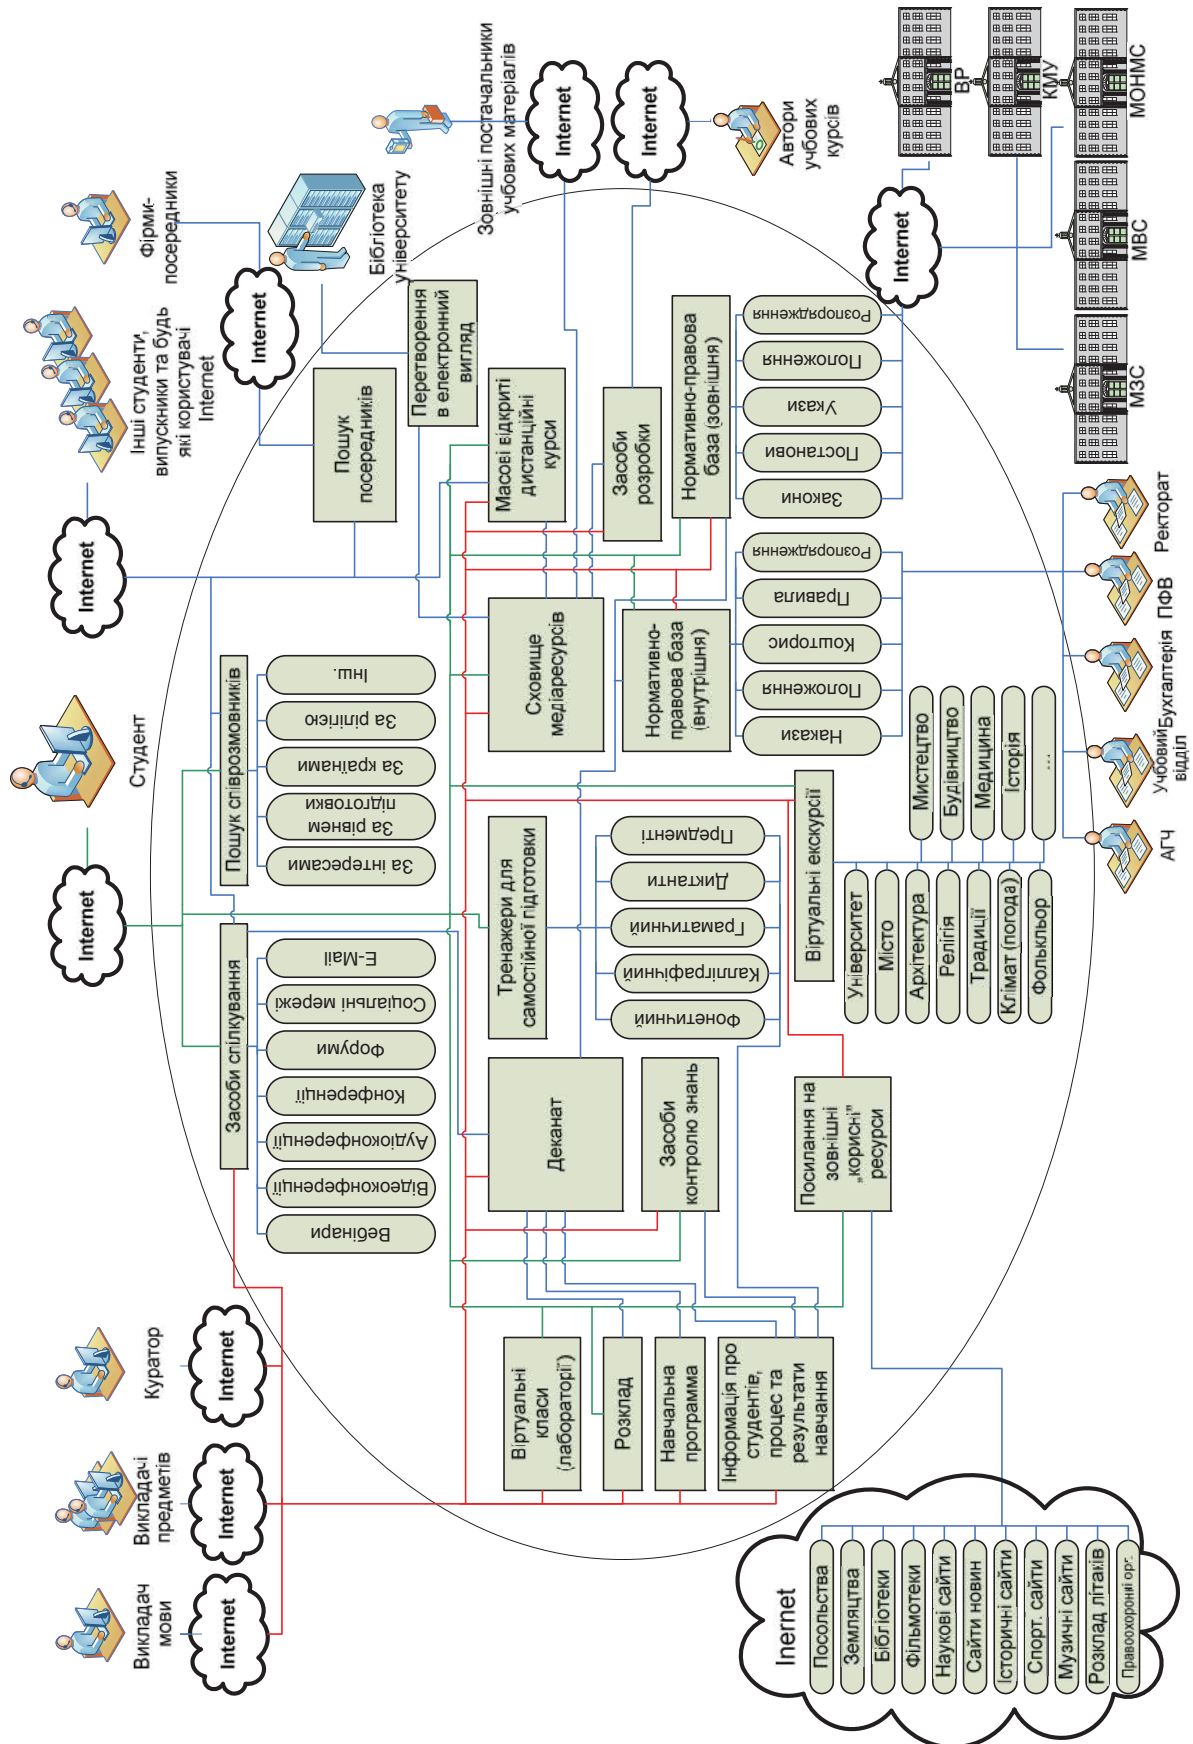 Викладач
мови
Викладачі
предметів
Куратор
Студент
Інші студенти,
випускники та будь
які користувачі
Internet
Фірми-
посередники
Internet
Internet
Internet
Internet
Internet
Internet
Бібліотека
університету
Зовнішні постачальники
учбових матеріалів
Internet
Internet
Автори
учбових
курсів
Засоби спілкування
Вебінари
Відеоконференції
Аудіоконференції
Конференції
Форуми
Соціальні мережі
E-Mail
Пошук співрозмовників
За інтересами
За рівнем
підготовки
За країнами
За рілігією
Інш.
Пошук
посередників
Перетворення
в електронний
вигляд
Віртуальні
класи
(лабораторії)
Розклад
Навчальна
программа
Інформація про
студентів,
процес та
результати
навчання
Деканат
Засоби
контролю знань
Посилання на
зовнішні
„корисні”
ресурси
Тренажери для
самостійної підготовки
Фонетичний
Калліграфічний
Граматичний
Диктанти
Предменті
Сховище
медіаресурсів
Масові відкриті
дистанційні
курси
Засоби
розробки
Нормативно-
правова база
(внутрішня)
Накази
Положення
Кошторис
Правила
Розпорядження
Нормативно-правова
база (зовнішня)
Закони
Постанови
Укази
Положення
Розпорядження
Віртуальні екскурсії
Університет
Місто
Архітектура
Релігія
Традиції
Клімат (погода)
Фолькльор
Мистецтво
Будівництво
Медицина
Історія
...
Inernet
Посольства
Земляцтва
Бібліотеки
Фільмотеки
Наукові сайти
Сайти новин
Історичні сайти
Спорт. сайти
Музичні сайти
Розклад літаків
Правоохоронні орг.
АГЧ
Учбовий
відділ
Бухгалтерія
ПФВ
Ректорат
Internet
ВР
КМУ
МЗС
МВС
МОНМС